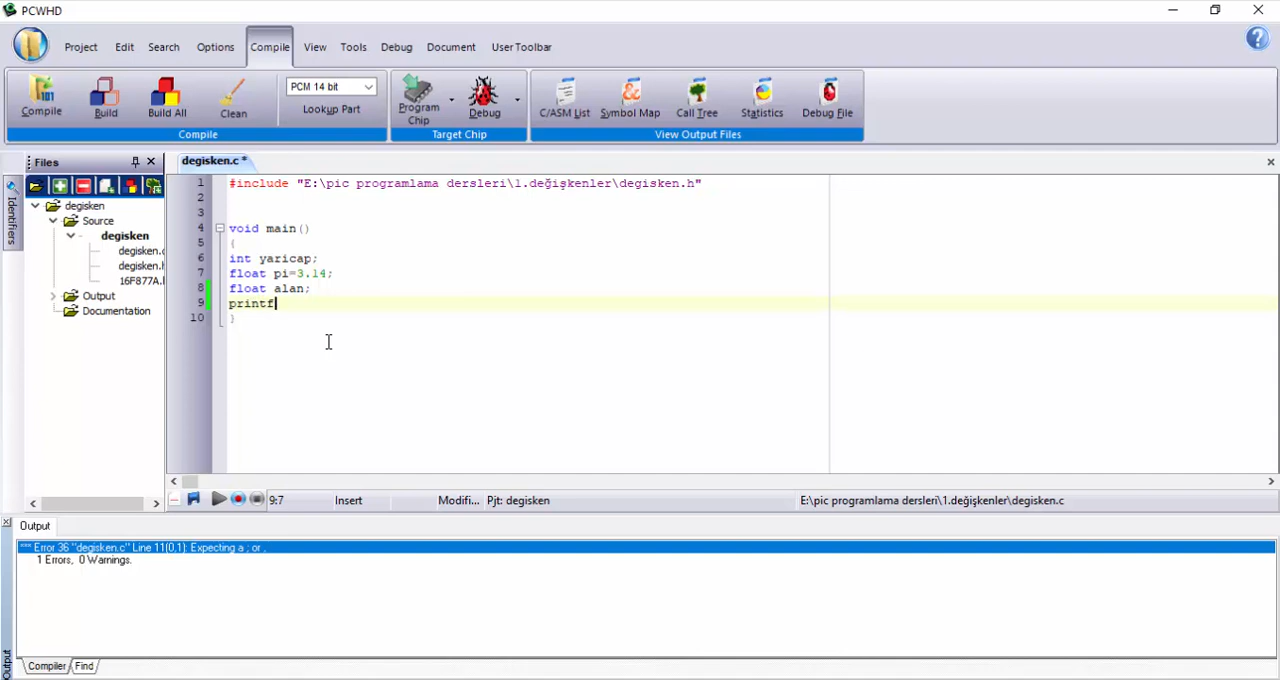 PCWHD
Project Edit Search Options Compile View Tools Debug Document User Toolbar
Compile Build Build All Clean
PCM 14 bit
Lookup Part
Program Chip
Debug
C/ASM List Symbol Map Call Tree Statistics Debug File
Compile Target Chip View Output Files
Files
degisken.c *
Identifiers
degisken
Source
degisken
degisken.c
degisken.h
16F877A.h
Output
Documentation
1 #include "E:\pic programlama dersleri\1.değişkenler\degisken.h"
2
3
4 void main()
5 {
6 int yaricap;
7 float pi=3.14;
8 float alan;
9 printf
10 }
9:7 Insert Modifi... Pjt: degisken E:\pic programlama dersleri\1.değişkenler\degisken.c
Output
*** Error 36 "degisken.c" Line 11(0,1): Expecting a ; or ,
1 Errors, 0 Warnings.
Output
Compiler Find